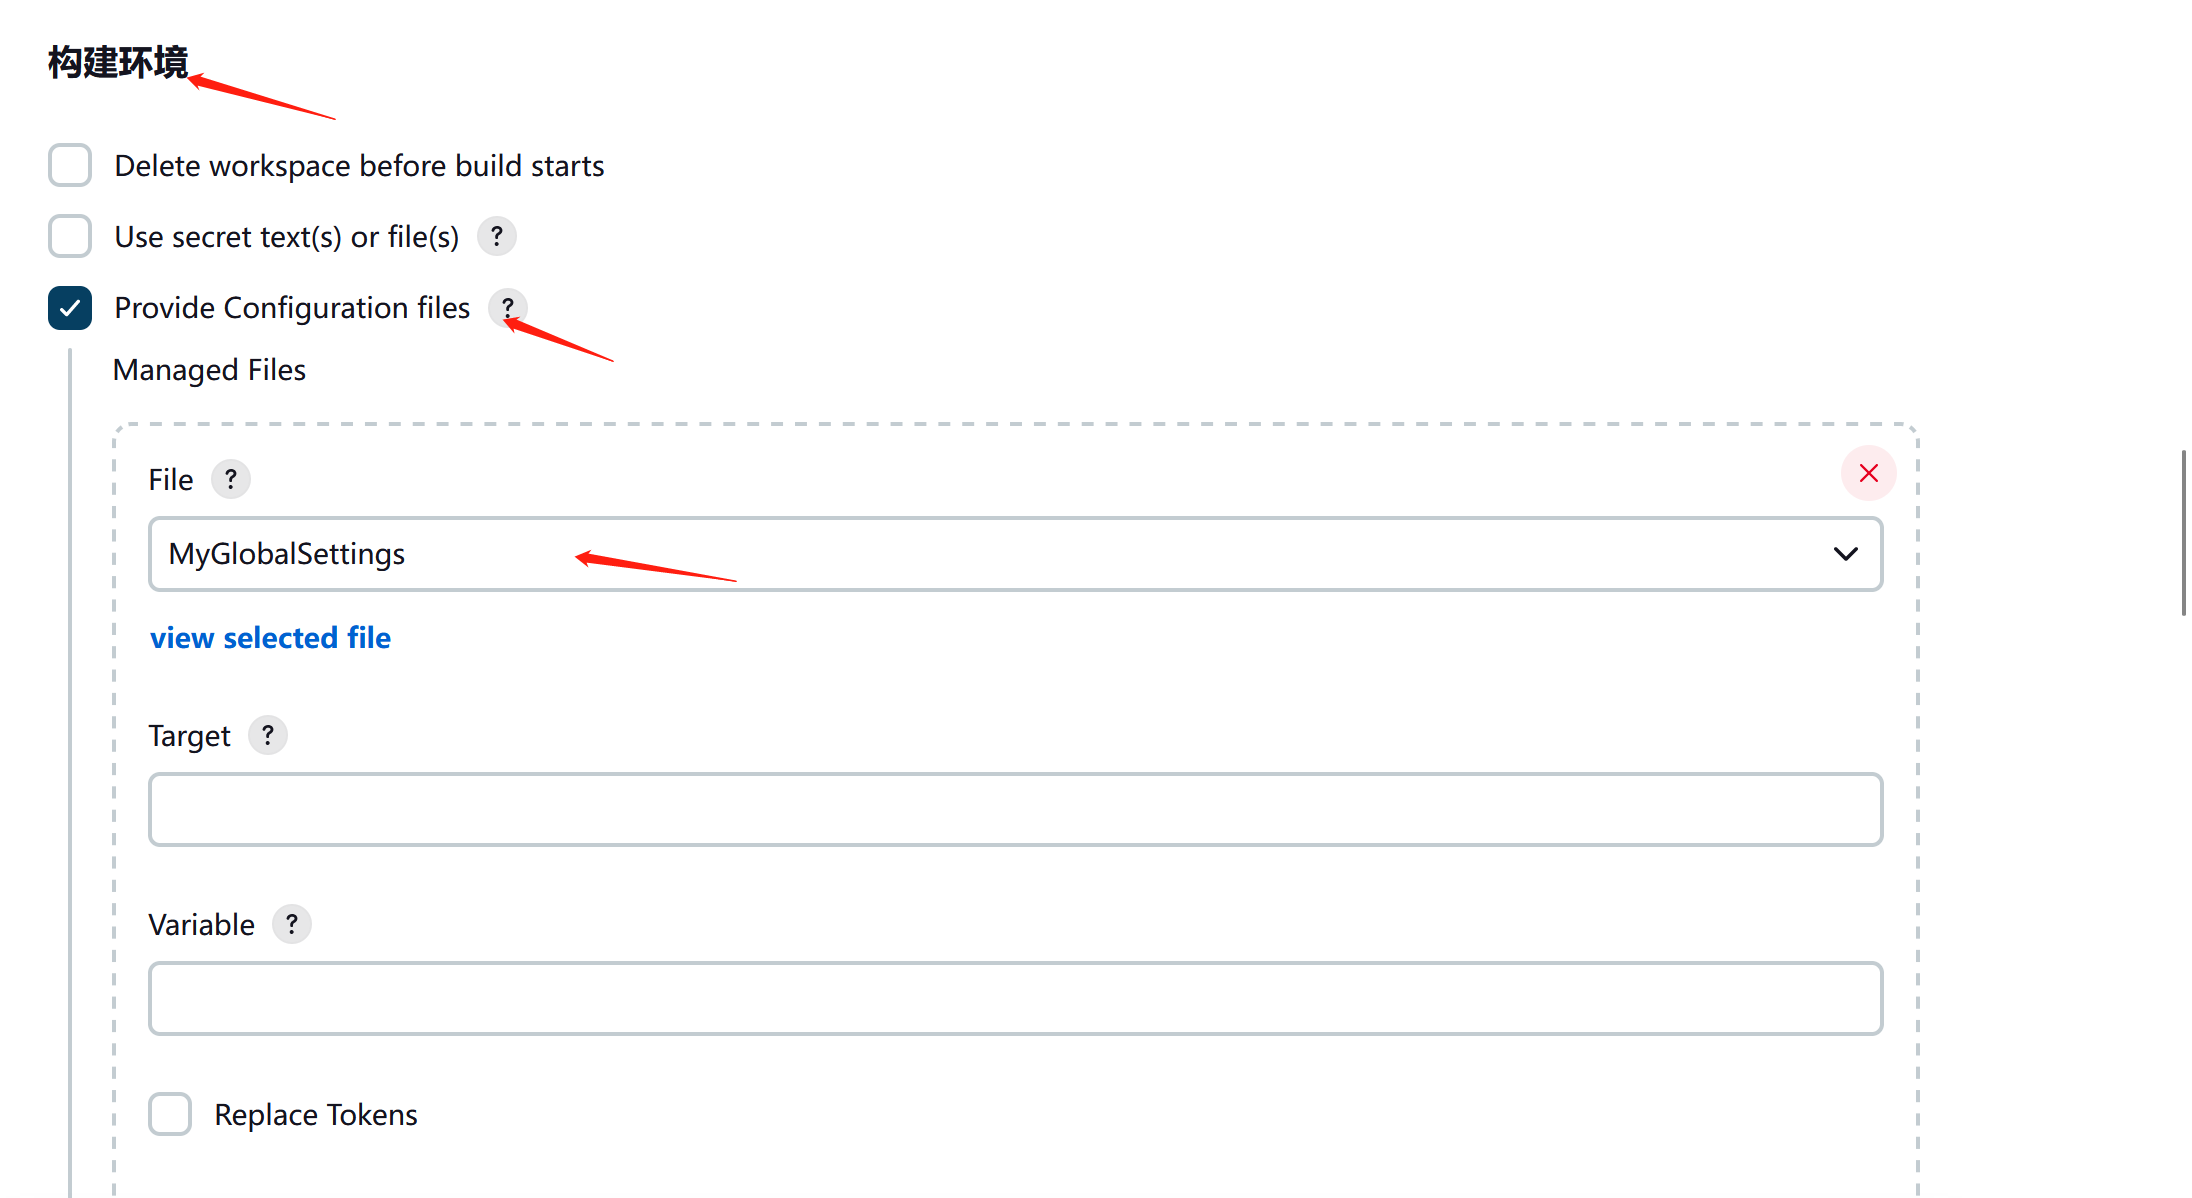 构建环境
Delete workspace before build starts
Use secret text(s) or file(s) ?
Provide Configuration files ?
Managed Files
File ?
MyGlobalSettings
view selected file
Target ?
Variable ?
Replace Tokens